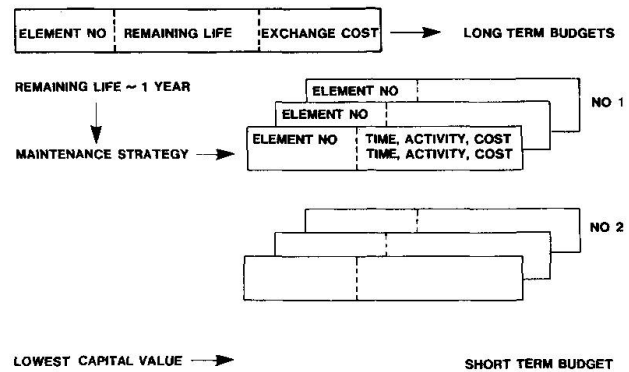 ELEMENT NO REMAINING LIFE EXCHANGE COST LONG TERM BUDGETS
REMAINING LIFE ~ 1 YEAR
ELEMENT NO
NO 1
ELEMENT NO
ELEMENT NO TIME, ACTIVITY, COST
MAINTENANCE STRATEGY TIME, ACTIVITY, COST
NO 2
LOWEST CAPITAL VALUE SHORT TERM BUDGET